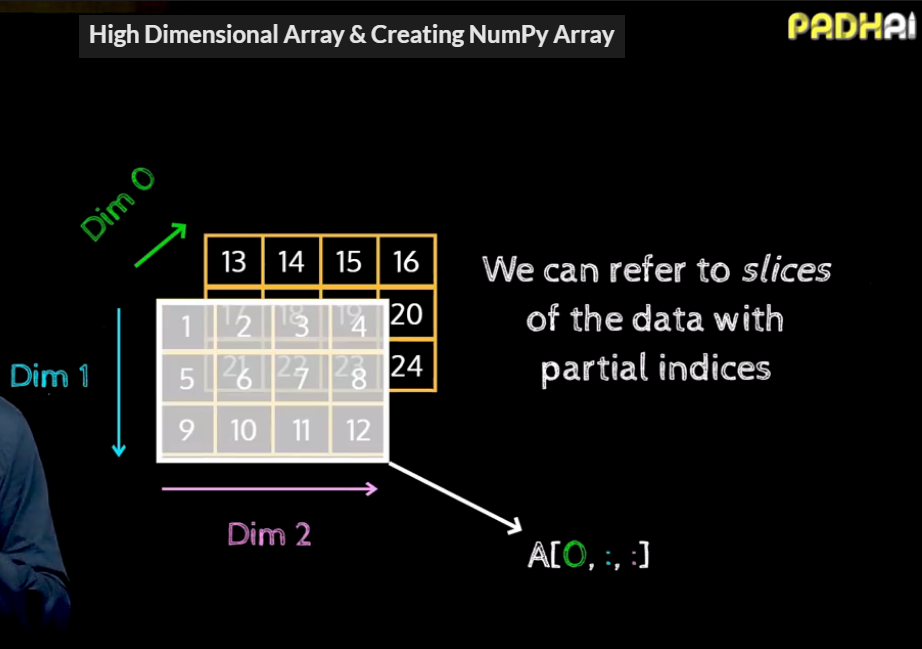 High Dimensional Array & Creating NumPy Array
PADHAI
Dim 0
13 14 15 16
17 18 19 20
21 22 23 24
1 2 3 4
5 6 7 8
9 10 11 12
Dim 1
Dim 2
We can refer to slices
of the data with
partial indices
A[0, :, :]